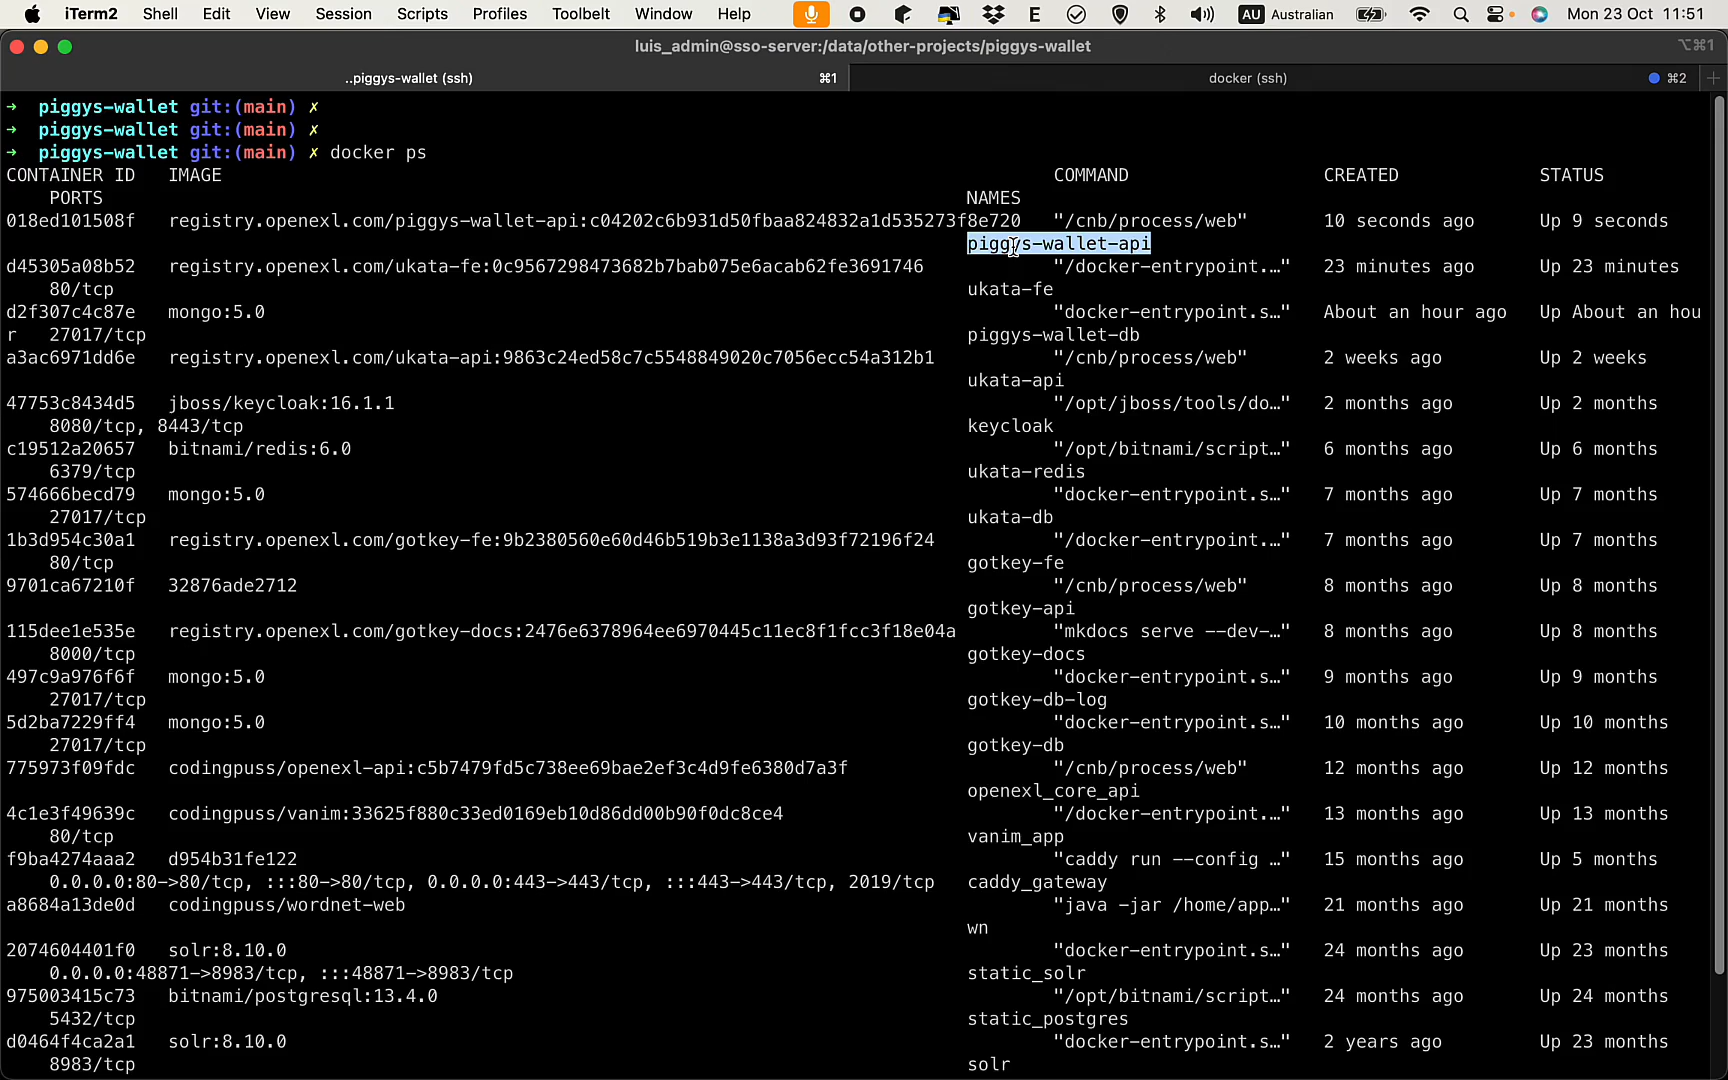 iTerm2 Shell Edit View Session Scripts Profiles Toolbelt Window Help E AU Australian Mon 23 Oct 11:51
luis_admin@sso-server:/data/other-projects/piggys-wallet ⌥⌘1
..piggys-wallet (ssh) ⌘1 docker (ssh) ⌘2
→ piggys-wallet git:(main) ✗
→ piggys-wallet git:(main) ✗
→ piggys-wallet git:(main) ✗ docker ps
CONTAINER ID IMAGE COMMAND CREATED STATUS
PORTS NAMES
018ed101508f registry.openexl.com/piggys-wallet-api:c04202c6b931d50fbaa824832a1d535273f8e720 "/cnb/process/web" 10 seconds ago Up 9 seconds
piggys-wallet-api
d45305a08b52 registry.openexl.com/ukata-fe:0c9567298473682b7bab075e6acab62fe3691746 "/docker-entrypoint.…" 23 minutes ago Up 23 minutes
80/tcp ukata-fe
d2f307c4c87e mongo:5.0 "docker-entrypoint.s…" About an hour ago Up About an hou
r 27017/tcp piggys-wallet-db
a3ac6971dd6e registry.openexl.com/ukata-api:9863c24ed58c7c5548849020c7056ecc54a312b1 "/cnb/process/web" 2 weeks ago Up 2 weeks
ukata-api
47753c8434d5 jboss/keycloak:16.1.1 "/opt/jboss/tools/do…" 2 months ago Up 2 months
8080/tcp, 8443/tcp keycloak
c19512a20657 bitnami/redis:6.0 "/opt/bitnami/script…" 6 months ago Up 6 months
6379/tcp ukata-redis
574666becd79 mongo:5.0 "docker-entrypoint.s…" 7 months ago Up 7 months
27017/tcp ukata-db
1b3d954c30a1 registry.openexl.com/gotkey-fe:9b2380560e60d46b519b3e1138a3d93f72196f24 "/docker-entrypoint.…" 7 months ago Up 7 months
80/tcp gotkey-fe
9701ca67210f 32876ade2712 "/cnb/process/web" 8 months ago Up 8 months
gotkey-api
115dee1e535e registry.openexl.com/gotkey-docs:2476e6378964ee6970445c11ec8f1fcc3f18e04a "mkdocs serve --dev-…" 8 months ago Up 8 months
8000/tcp gotkey-docs
497c9a976f6f mongo:5.0 "docker-entrypoint.s…" 9 months ago Up 9 months
27017/tcp gotkey-db-log
5d2ba7229ff4 mongo:5.0 "docker-entrypoint.s…" 10 months ago Up 10 months
27017/tcp gotkey-db
775973f09fdc codingpuss/openexl-api:c5b7479fd5c738ee69bae2ef3c4d9fe6380d7a3f "/cnb/process/web" 12 months ago Up 12 months
openexl_core_api
4c1e3f49639c codingpuss/vanim:33625f880c33ed0169eb10d86dd00b90f0dc8ce4 "/docker-entrypoint.…" 13 months ago Up 13 months
80/tcp vanim_app
f9ba4274aaa2 d954b31fe122 "caddy run --config …" 15 months ago Up 5 months
0.0.0.0:80->80/tcp, :::80->80/tcp, 0.0.0.0:443->443/tcp, :::443->443/tcp, 2019/tcp caddy_gateway
a8684a13de0d codingpuss/wordnet-web "java -jar /home/app…" 21 months ago Up 21 months
wn
2074604401f0 solr:8.10.0 "docker-entrypoint.s…" 24 months ago Up 23 months
0.0.0.0:48871->8983/tcp, :::48871->8983/tcp static_solr
975003415c73 bitnami/postgresql:13.4.0 "/opt/bitnami/script…" 24 months ago Up 24 months
5432/tcp static_postgres
d0464f4ca2a1 solr:8.10.0 "docker-entrypoint.s…" 2 years ago Up 23 months
8983/tcp solr